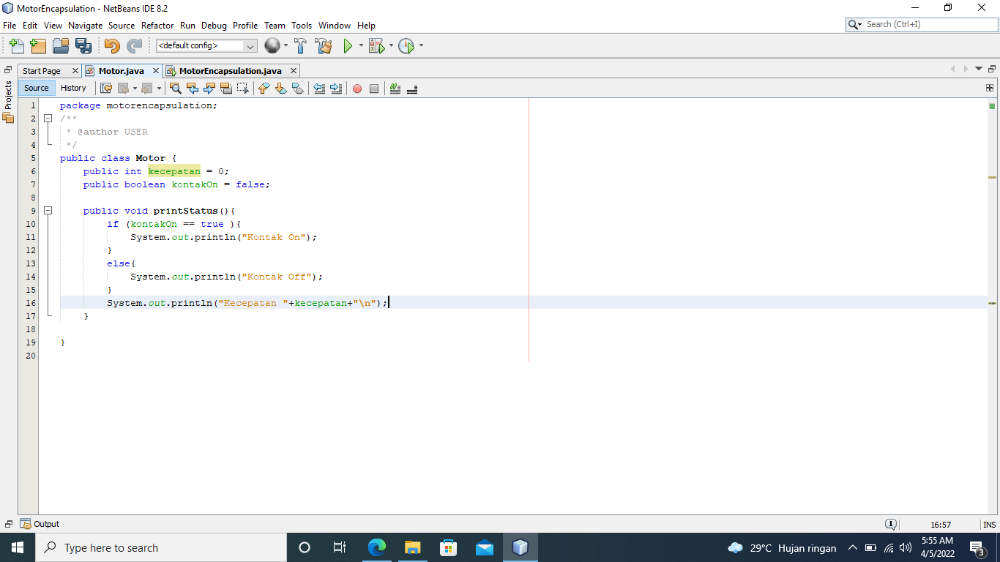 MotorEncapsulation - NetBeans IDE 8.2
File Edit View Navigate Source Refactor Run Debug Profile Team Tools Window Help
Search (Ctrl+I)
<default config>
Projects
Start Page Motor.java MotorEncapsulation.java
Source History
1 package motorencapsulation;
2 /**
3  * @author USER
4  */
5 public class Motor {
6     public int kecepatan = 0;
7     public boolean kontakOn = false;
8
9     public void printStatus(){
10         if (kontakOn == true ){
11             System.out.println("Kontak On");
12         }
13         else{
14             System.out.println("Kontak Off");
15         }
16         System.out.println("Kecepatan "+kecepatan+"\n");
17     }
18
19 }
20
Output
1
16:57
INS
Type here to search
29°C Hujan ringan
5:55 AM
4/5/2022
3